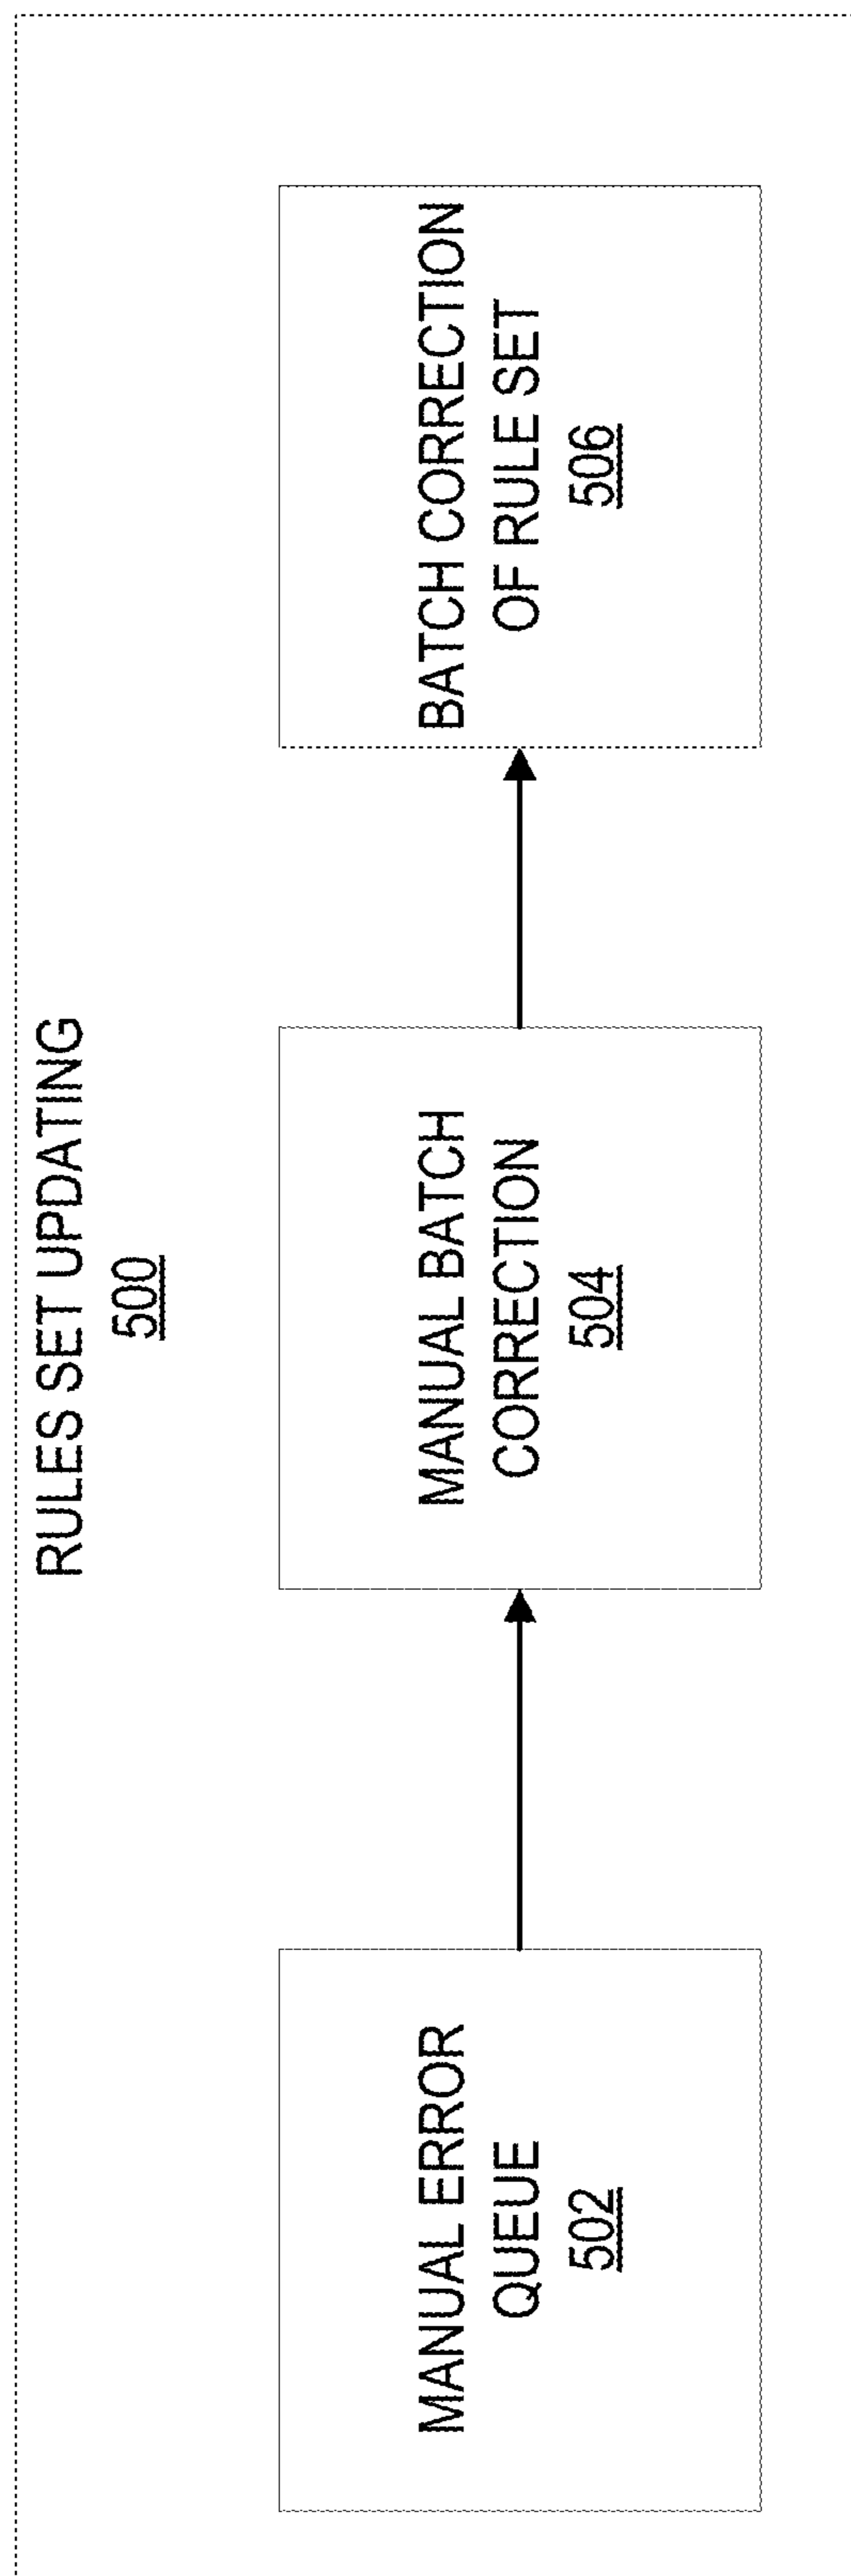 RULES SET UPDATING
500
MANUAL ERROR
QUEUE
502
MANUAL BATCH
CORRECTION
504
BATCH CORRECTION
OF RULE SET
506